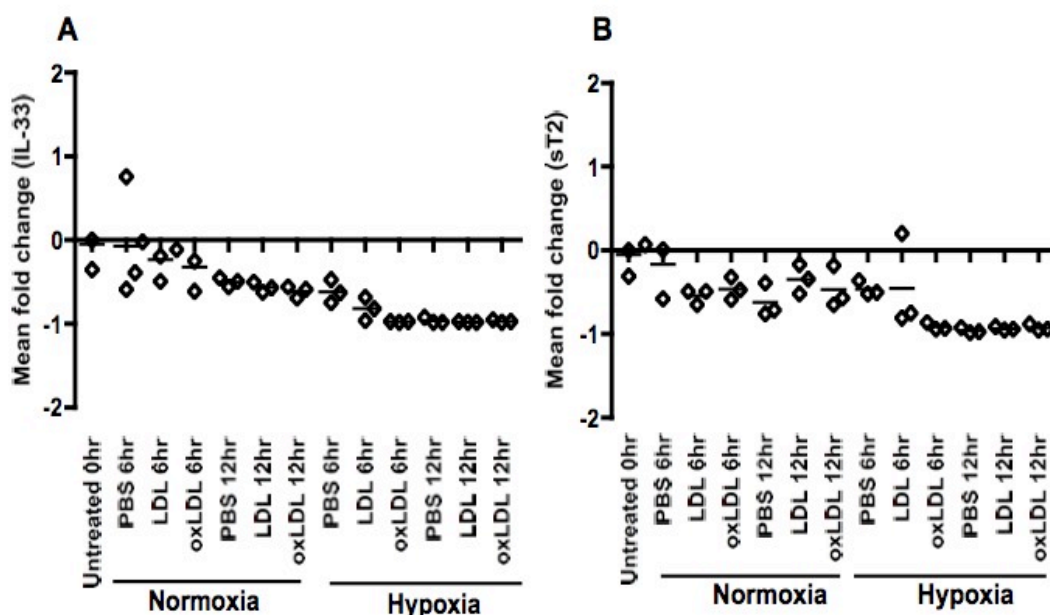 A
Mean fold change (IL-33)
2
1
0
-1
-2
Untreated 0hr
PBS 6hr
LDL 6hr
oxLDL 6hr
PBS 12hr
LDL 12hr
oxLDL 12hr
PBS 6hr
LDL 6hr
oxLDL 6hr
PBS 12hr
LDL 12hr
oxLDL 12hr
Normoxia
Hypoxia
B
Mean fold change (sT2)
2
1
0
-1
-2
Untreated 0hr
PBS 6hr
LDL 6hr
oxLDL 6hr
PBS 12hr
LDL 12hr
oxLDL 12hr
PBS 6hr
LDL 6hr
oxLDL 6hr
PBS 12hr
LDL 12hr
oxLDL 12hr
Normoxia
Hypoxia